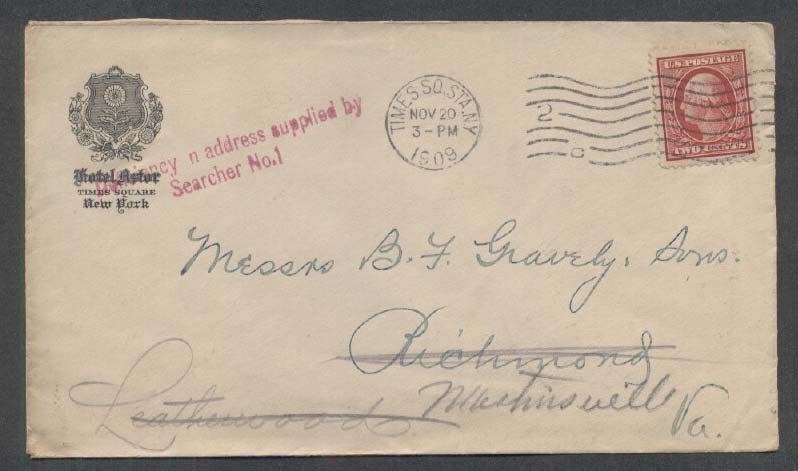 Hotel Astor
TIMES SQUARE
New York
n address supplied by
Searcher No.1
TIMES SQ. STA. N.Y.
NOV 20
3-PM
1909
2
C
U.S. POSTAGE
TWO 2 CENTS
Messrs B. F. Gravely, Sons.
Richmond
Martinsville Va.
Leatherwood